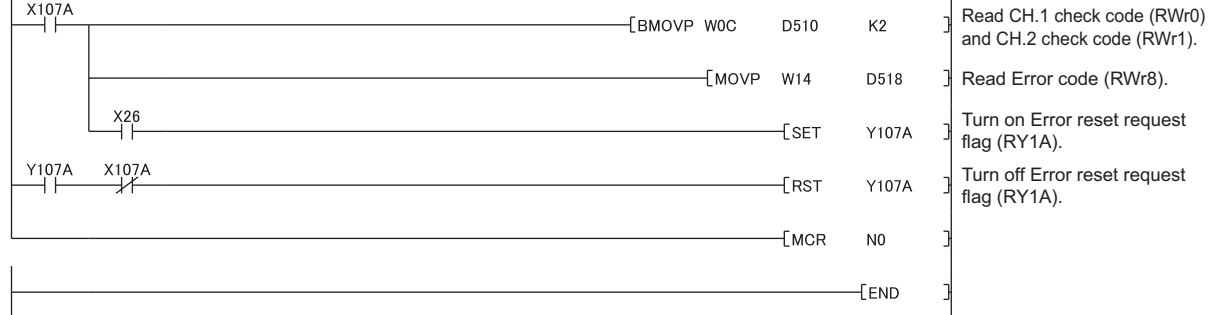 X107A
BMOVP W0C D510 K2
Read CH.1 check code (RWr0)
and CH.2 check code (RWr1).
MOVP W14 D518
Read Error code (RWr8).
X26
SET Y107A
Turn on Error reset request
flag (RY1A).
Y107A X107A
RST Y107A
Turn off Error reset request
flag (RY1A).
MCR N0
END